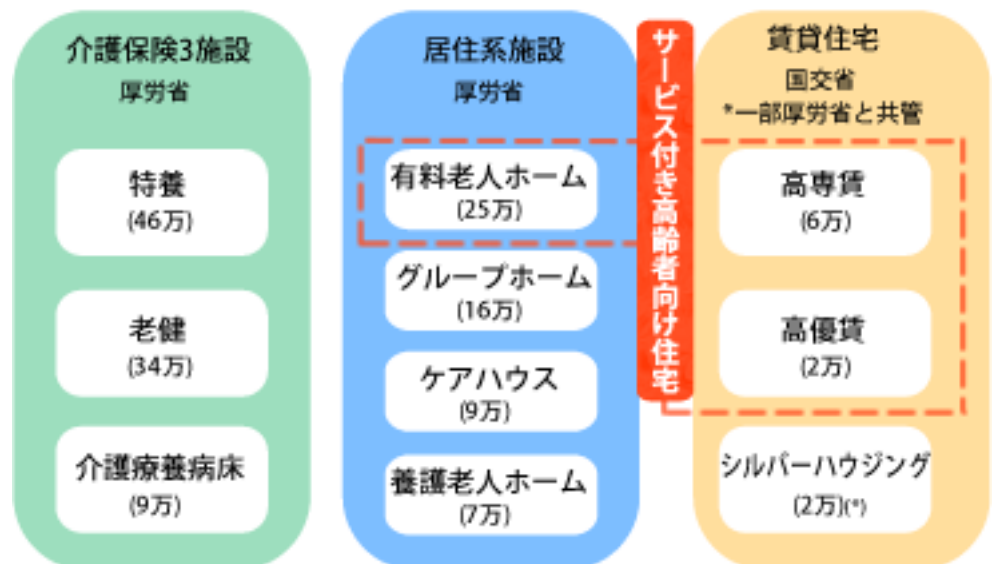 介護保険3施設
厚労省
特養
(46万)
老健
(34万)
介護療養病床
(9万)
居住系施設
厚労省
有料老人ホーム
(25万)
グループホーム
(16万)
ケアハウス
(9万)
養護老人ホーム
(7万)
サービス付き高齢者向け住宅
賃貸住宅
国交省
*一部厚労省と共管
高専賃
(6万)
高優賃
(2万)
シルバーハウジング
(2万)(*)